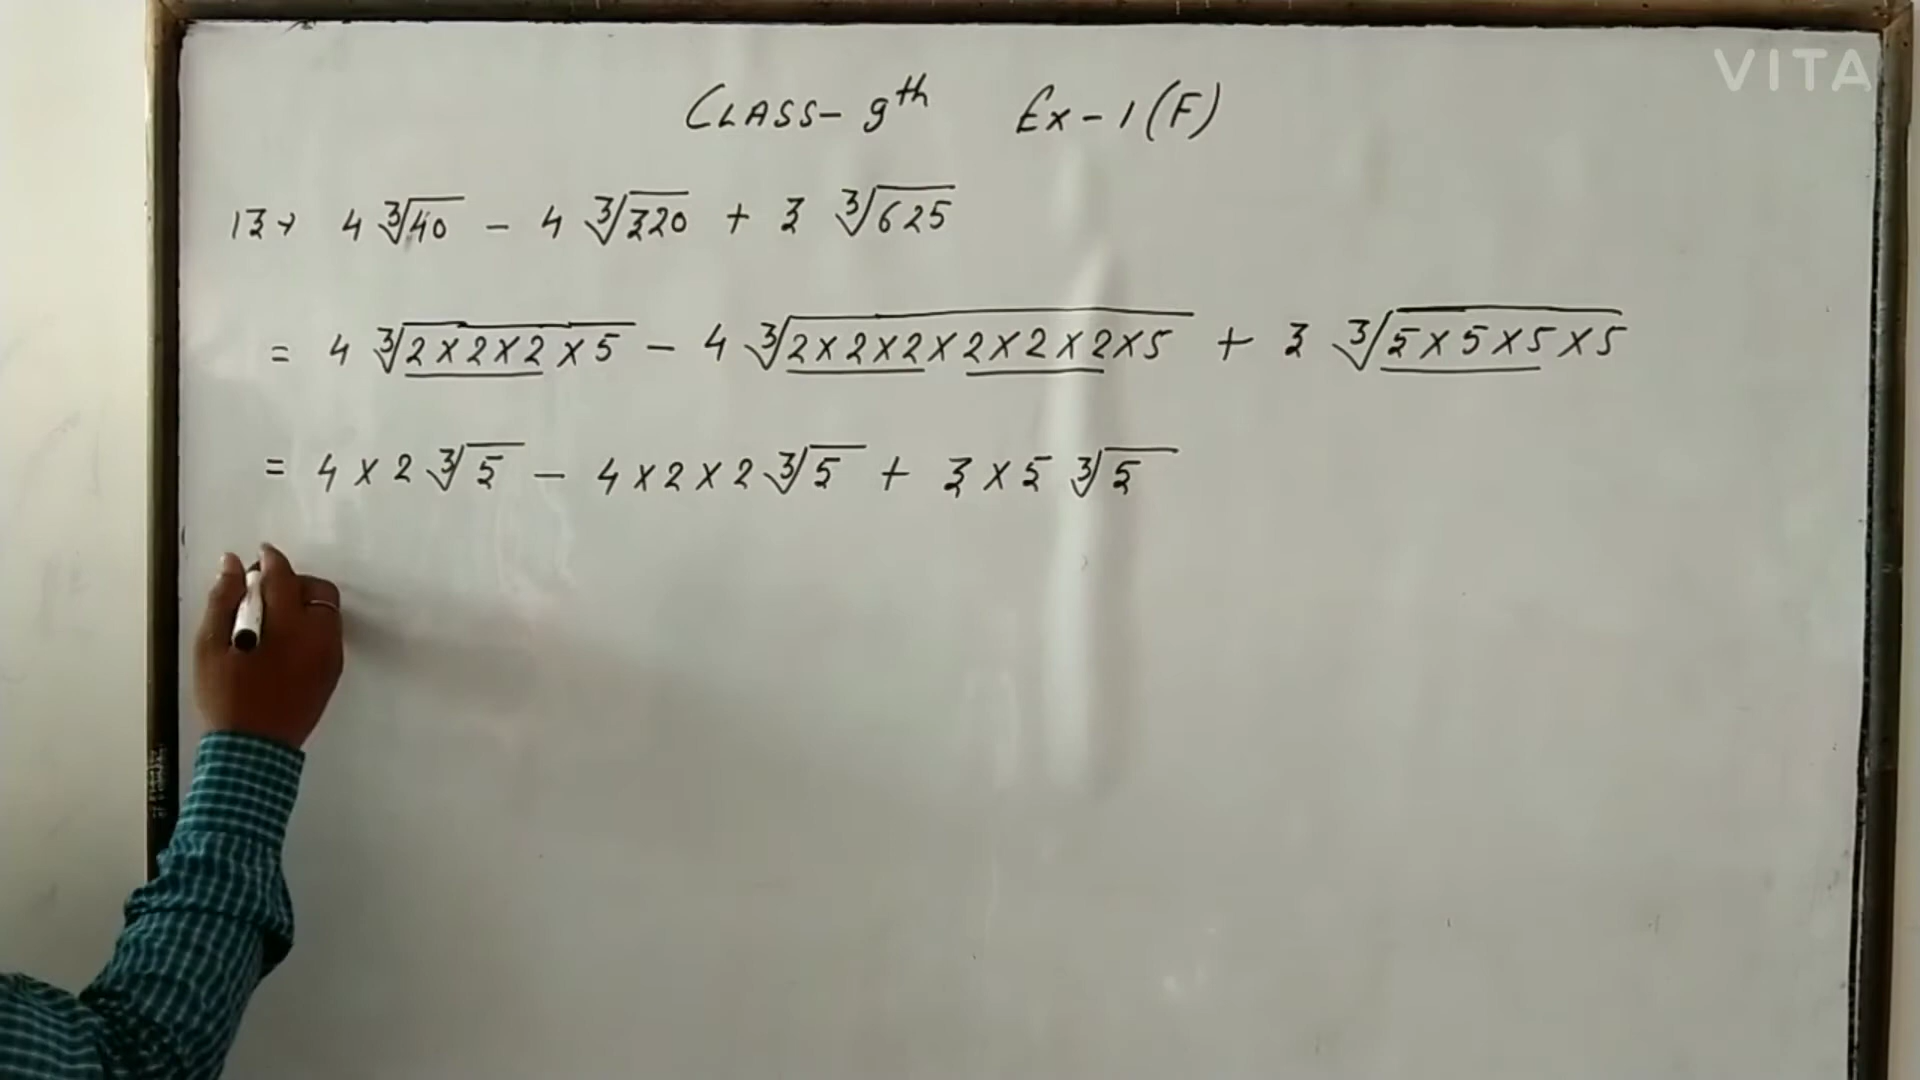 VITA
CLASS- 9th Ex-1(F)
13→ 4 ∛40 - 4 ∛320 + 3 ∛625
= 4 ∛2×2×2×5 - 4 ∛2×2×2×2×2×2×5 + 3 ∛5×5×5×5
= 4×2∛5 - 4×2×2∛5 + 3×5 ∛5